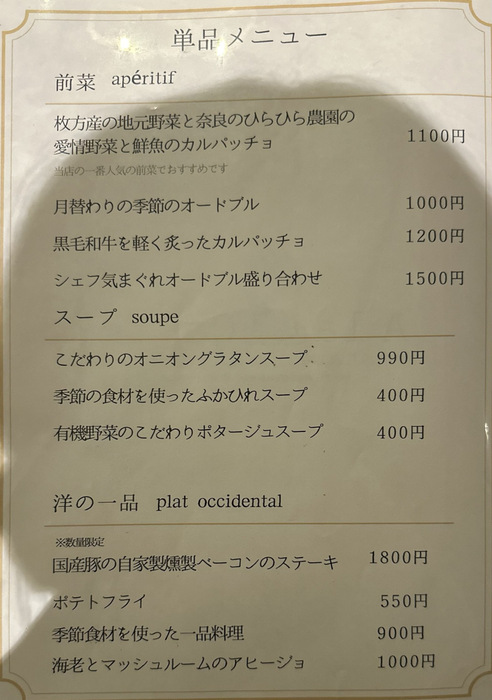 単品メニュー
前菜 apéritif
枚方産の地元野菜と奈良のひらひら農園の
愛情野菜と鮮魚のカルパッチョ 1100円
当店の一番人気の前菜でおすすめです
月替わりの季節のオードブル 1000円
黒毛和牛を軽く炙ったカルパッチョ 1200円
シェフ気まぐれオードブル盛り合わせ 1500円
スープ soupe
こだわりのオニオングラタンスープ 990円
季節の食材を使ったふかひれスープ 400円
有機野菜のこだわりポタージュスープ 400円
洋の一品 plat occidental
※数量限定
国産豚の自家製燻製ベーコンのステーキ 1800円
ポテトフライ 550円
季節食材を使った一品料理 900円
海老とマッシュルームのアヒージョ 1000円